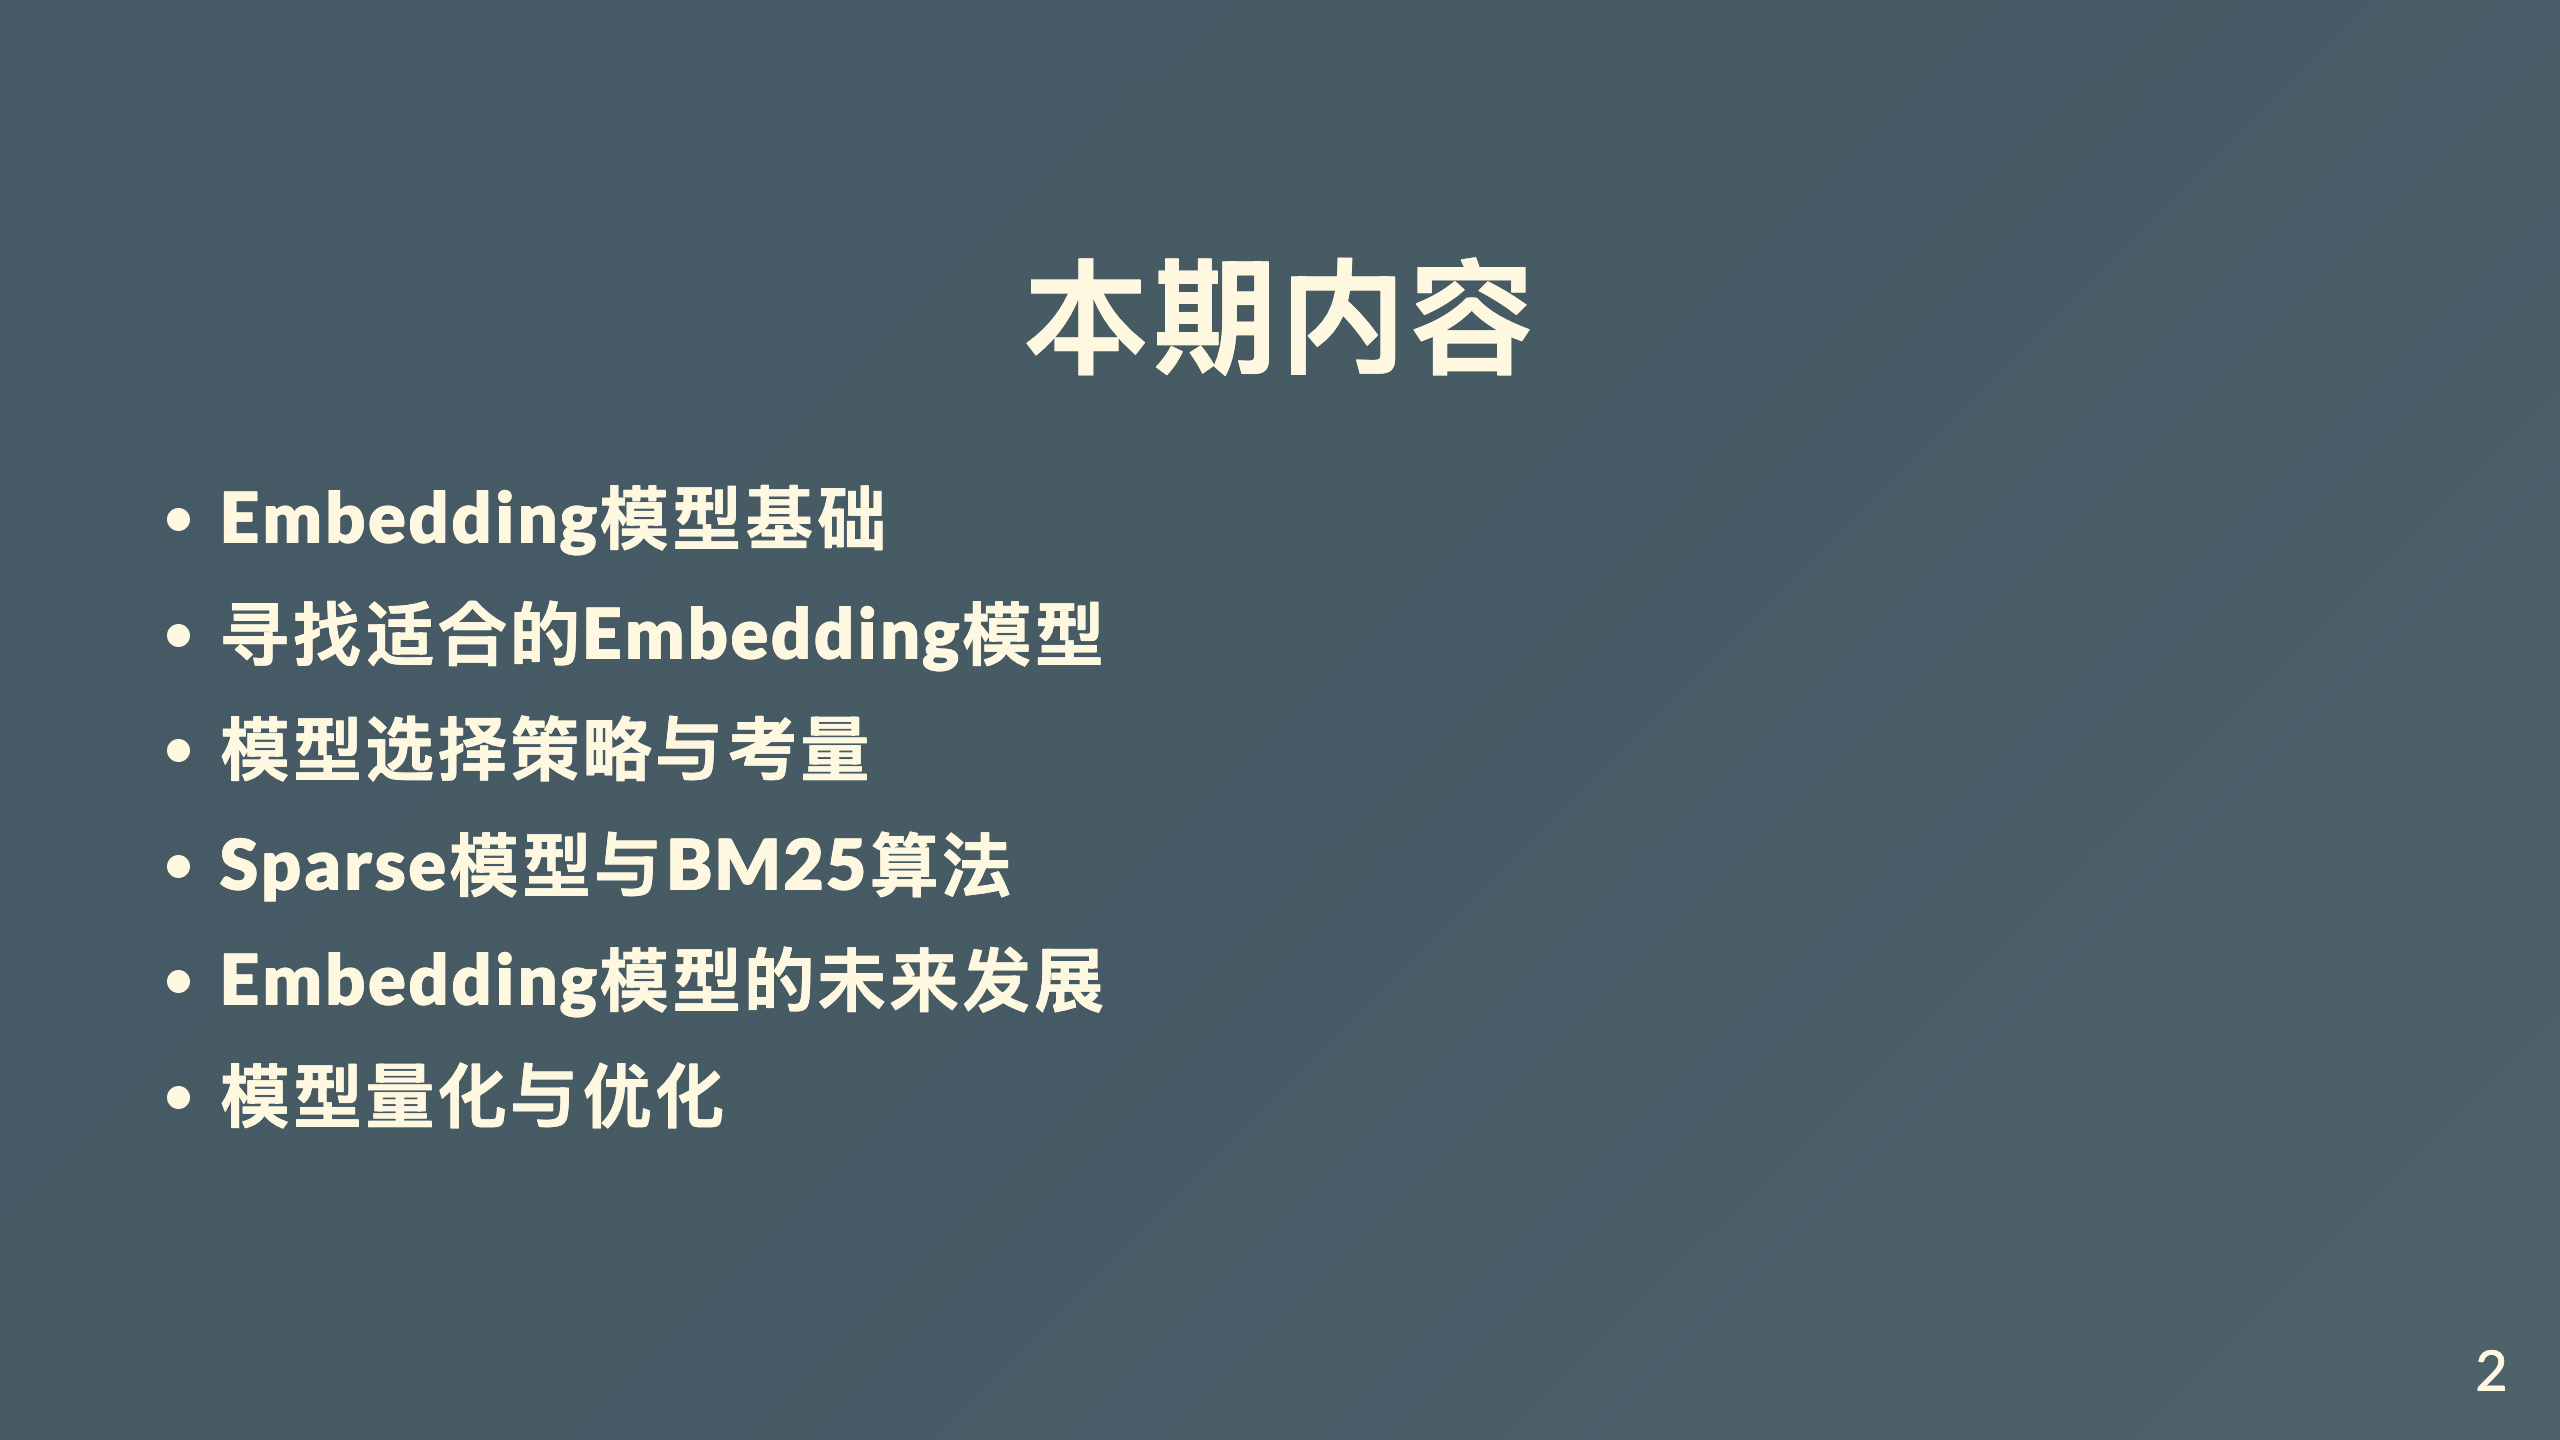 本期内容
• Embedding模型基础
• 寻找适合的Embedding模型
• 模型选择策略与考量
• Sparse模型与BM25算法
• Embedding模型的未来发展
• 模型量化与优化
2